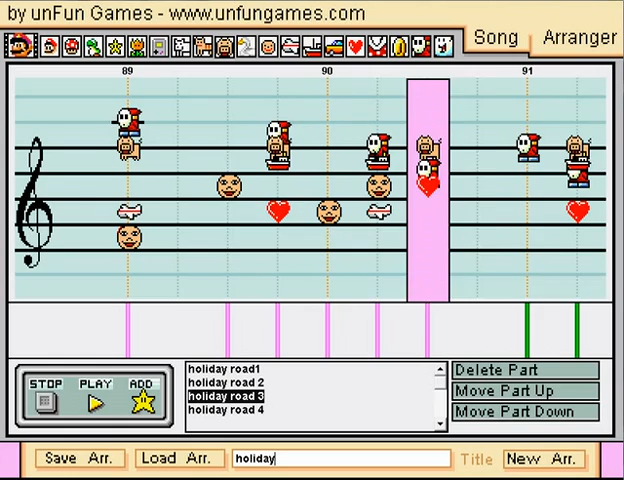 by unFun Games - www.unfungames.com
Song
Arranger
89
90
91
STOP
PLAY
ADD
holiday road1
holiday road 2
holiday road 3
holiday road 4
Delete Part
Move Part Up
Move Part Down
Save Arr.
Load Arr.
holiday
Title
New Arr.